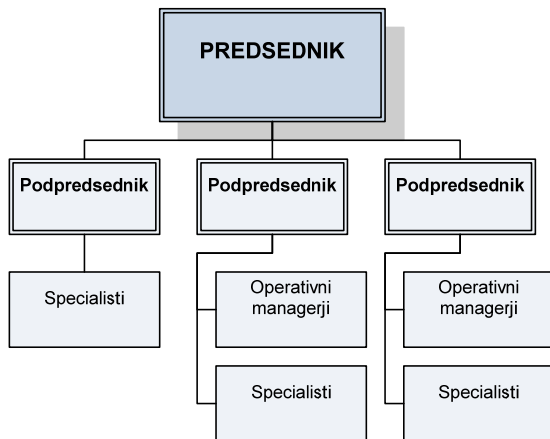 PREDSEDNIK
Podpredsednik
Podpredsednik
Podpredsednik
Specialisti
Operativni
managerji
Operativni
managerji
Specialisti
Specialisti